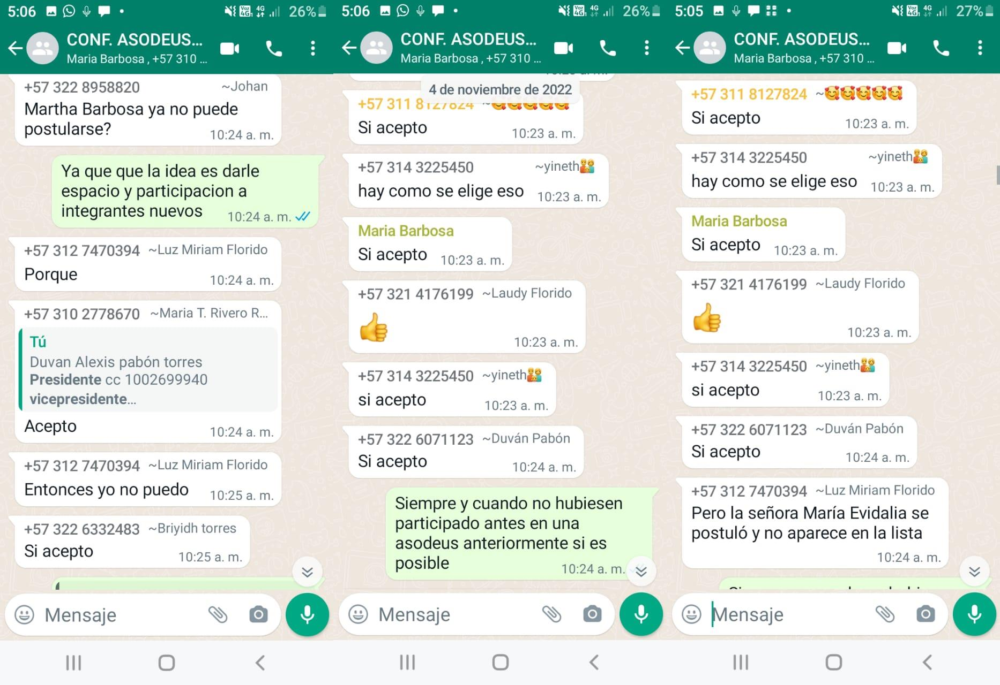 5:06
26%
CONF. ASODEUS...
Maria Barbosa , +57 310 ...
+57 322 8958820 ~Johan
Martha Barbosa ya no puede
postularse?
10:24 a. m.
Ya que que la idea es darle
espacio y participacion a
integrantes nuevos
10:24 a. m.
+57 312 7470394 ~Luz Miriam Florido
Porque
10:24 a. m.
+57 310 2778670 ~Maria T. Rivero R...
Tú
Duvan Alexis pabón torres
Presidente cc 1002699940
vicepresidente...
Acepto
10:24 a. m.
+57 312 7470394 ~Luz Miriam Florido
Entonces yo no puedo
10:25 a. m.
+57 322 6332483 ~Briyidh torres
Si acepto
10:25 a. m.
Mensaje
5:06
26%
CONF. ASODEUS...
Maria Barbosa , +57 310 ...
4 de noviembre de 2022
+57 311 8127824 ~🥰🥰🥰🥰🥰
Si acepto
10:23 a. m.
+57 314 3225450 ~yineth
hay como se elige eso
10:23 a. m.
Maria Barbosa
Si acepto
10:23 a. m.
+57 321 4176199 ~Laudy Florido
👍
10:23 a. m.
+57 314 3225450 ~yineth
si acepto
10:23 a. m.
+57 322 6071123 ~Duván Pabón
Si acepto
10:24 a. m.
Siempre y cuando no hubiesen
participado antes en una
asodeus anteriormente si es
posible
10:24 a. m.
Mensaje
5:05
27%
CONF. ASODEUS...
Maria Barbosa , +57 310 ...
+57 311 8127824 ~🥰🥰🥰🥰🥰
Si acepto
10:23 a. m.
+57 314 3225450 ~yineth
hay como se elige eso
10:23 a. m.
Maria Barbosa
Si acepto
10:23 a. m.
+57 321 4176199 ~Laudy Florido
👍
10:23 a. m.
+57 314 3225450 ~yineth
si acepto
10:23 a. m.
+57 322 6071123 ~Duván Pabón
Si acepto
10:24 a. m.
+57 312 7470394 ~Luz Miriam Florido
Pero la señora María Evidalia se
postuló y no aparece en la lista
10:24 a. m.
Mensaje